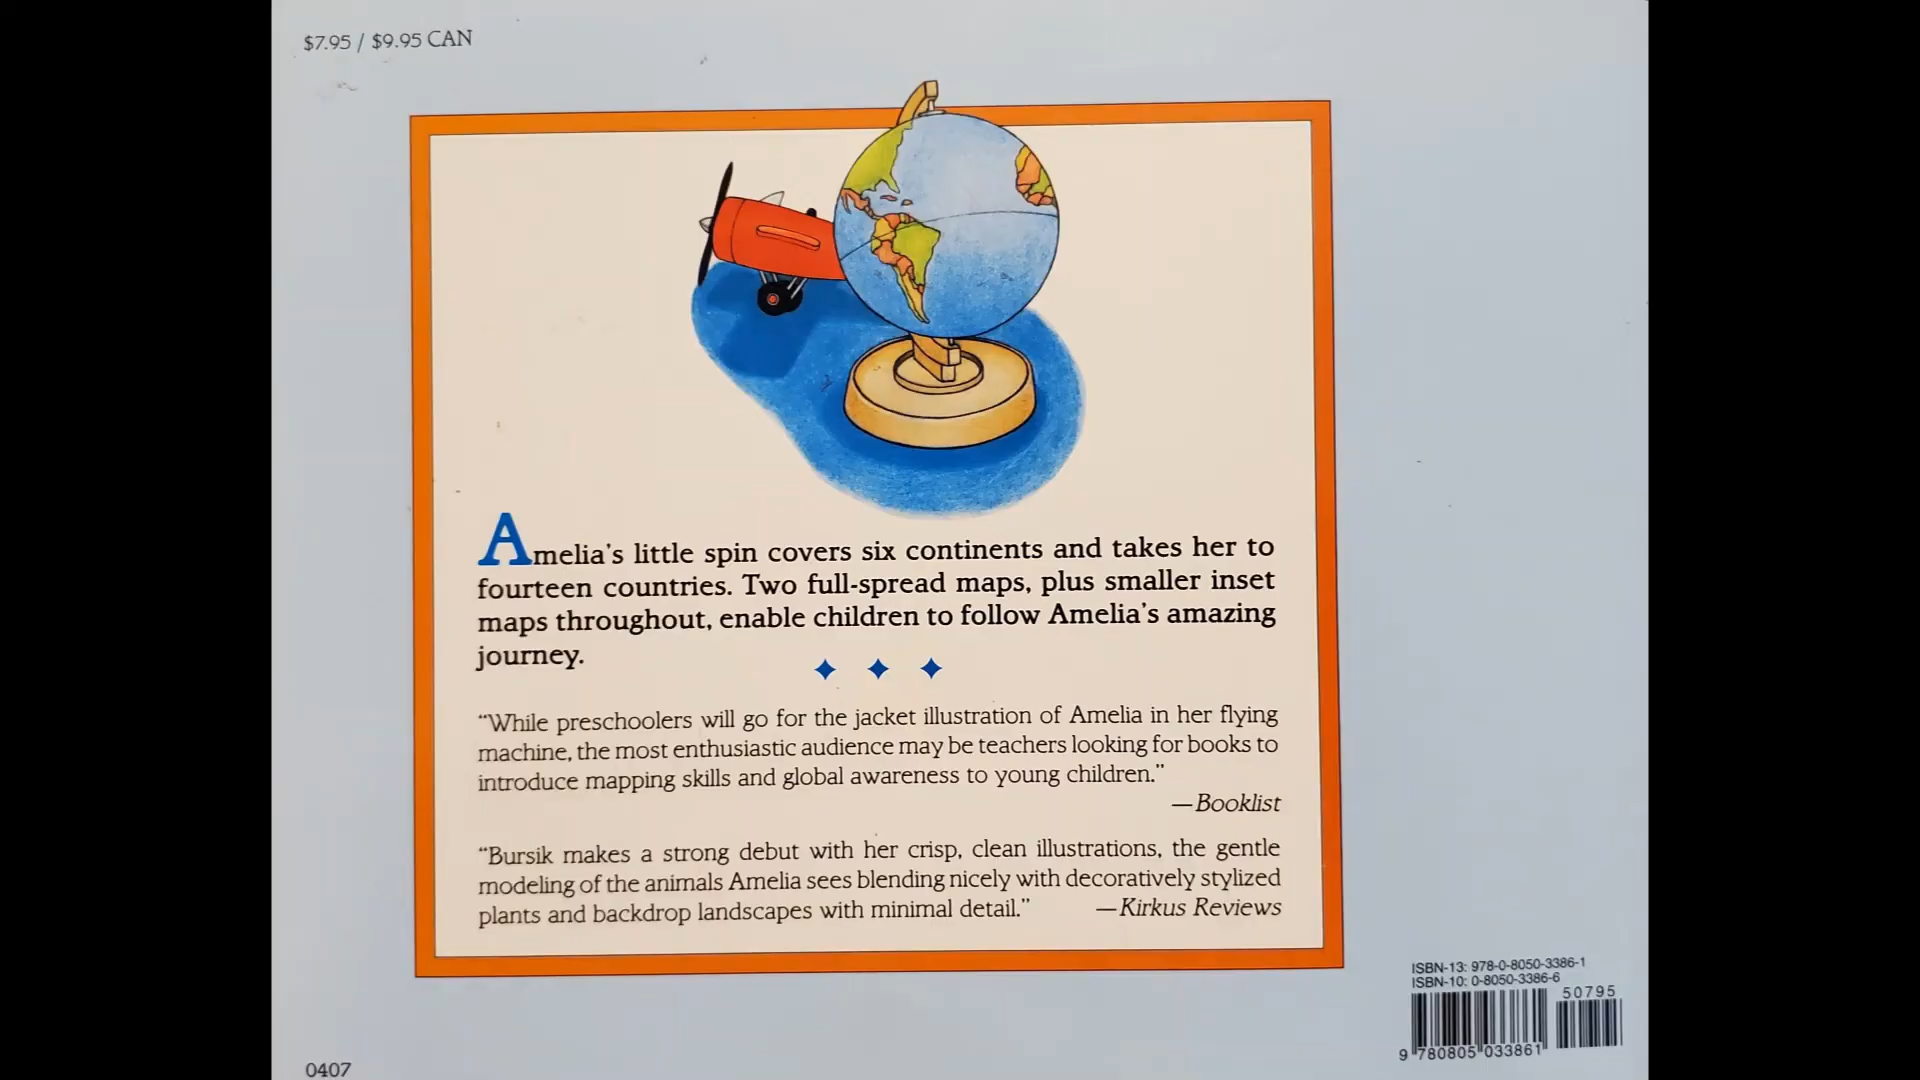 $7.95 / $9.95 CAN
Amelia's little spin covers six continents and takes her to
fourteen countries. Two full-spread maps, plus smaller inset
maps throughout, enable children to follow Amelia's amazing
journey.
“While preschoolers will go for the jacket illustration of Amelia in her flying
machine, the most enthusiastic audience may be teachers looking for books to
introduce mapping skills and global awareness to young children.”
—Booklist
“Bursik makes a strong debut with her crisp, clean illustrations, the gentle
modeling of the animals Amelia sees blending nicely with decoratively stylized
plants and backdrop landscapes with minimal detail.” —Kirkus Reviews
ISBN-13: 978-0-8050-3386-1
ISBN-10: 0-8050-3386-6
50795
9 780805 033861
0407